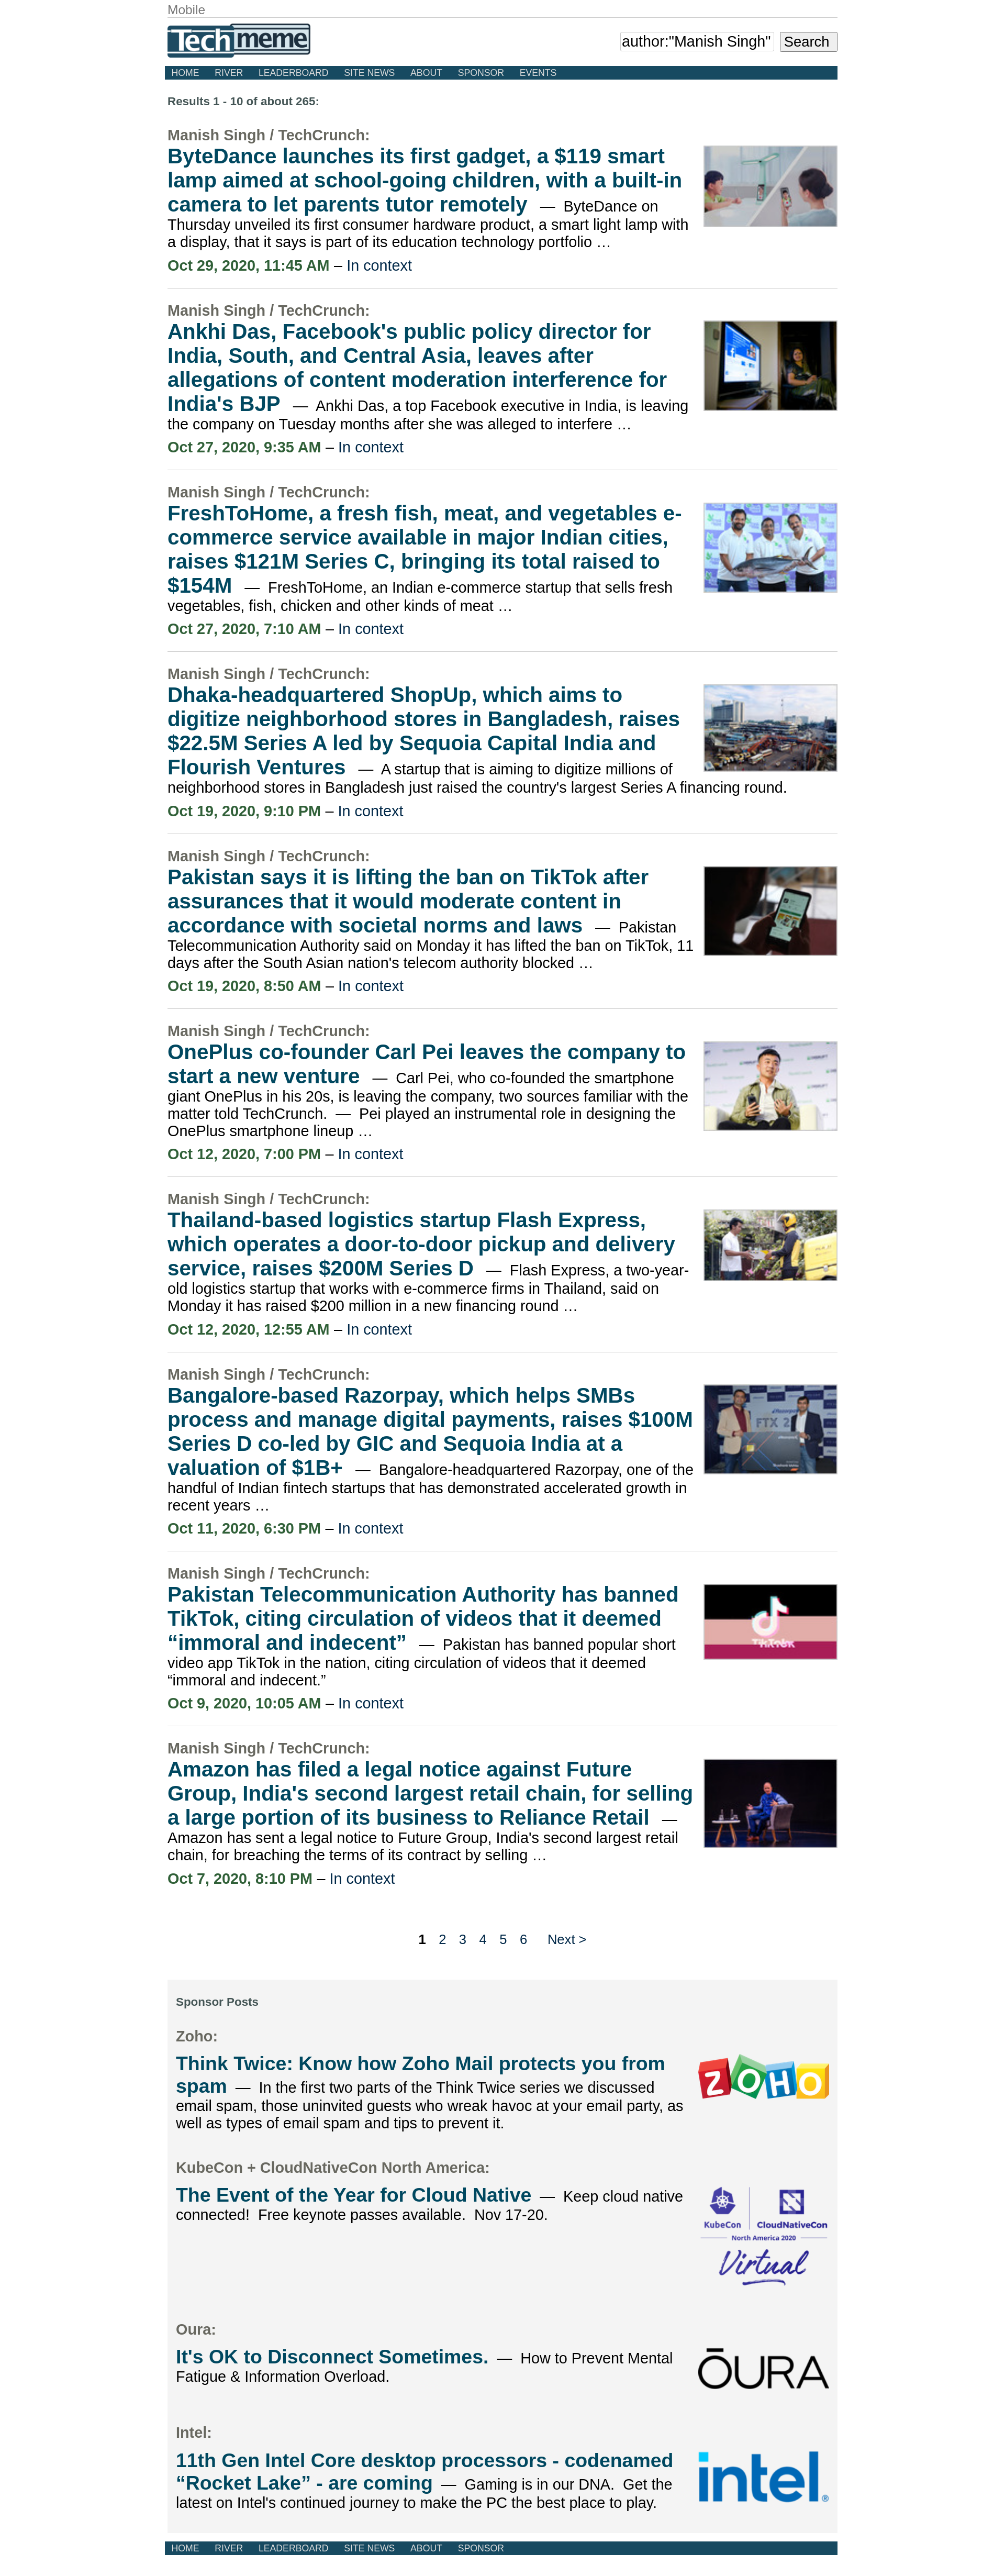 Mobile
Techmeme
author:"Manish Singh" Search
HOME RIVER LEADERBOARD SITE NEWS ABOUT SPONSOR EVENTS
Results 1 - 10 of about 265:
Manish Singh / TechCrunch:
ByteDance launches its first gadget, a $119 smart
lamp aimed at school-going children, with a built-in
camera to let parents tutor remotely — ByteDance on
Thursday unveiled its first consumer hardware product, a smart light lamp with
a display, that it says is part of its education technology portfolio …
Oct 29, 2020, 11:45 AM – In context
Manish Singh / TechCrunch:
Ankhi Das, Facebook's public policy director for
India, South, and Central Asia, leaves after
allegations of content moderation interference for
India's BJP — Ankhi Das, a top Facebook executive in India, is leaving
the company on Tuesday months after she was alleged to interfere …
Oct 27, 2020, 9:35 AM – In context
Manish Singh / TechCrunch:
FreshToHome, a fresh fish, meat, and vegetables e-
commerce service available in major Indian cities,
raises $121M Series C, bringing its total raised to
$154M — FreshToHome, an Indian e-commerce startup that sells fresh
vegetables, fish, chicken and other kinds of meat …
Oct 27, 2020, 7:10 AM – In context
Manish Singh / TechCrunch:
Dhaka-headquartered ShopUp, which aims to
digitize neighborhood stores in Bangladesh, raises
$22.5M Series A led by Sequoia Capital India and
Flourish Ventures — A startup that is aiming to digitize millions of
neighborhood stores in Bangladesh just raised the country's largest Series A financing round.
Oct 19, 2020, 9:10 PM – In context
Manish Singh / TechCrunch:
Pakistan says it is lifting the ban on TikTok after
assurances that it would moderate content in
accordance with societal norms and laws — Pakistan
Telecommunication Authority said on Monday it has lifted the ban on TikTok, 11
days after the South Asian nation's telecom authority blocked …
Oct 19, 2020, 8:50 AM – In context
Manish Singh / TechCrunch:
OnePlus co-founder Carl Pei leaves the company to
start a new venture — Carl Pei, who co-founded the smartphone
giant OnePlus in his 20s, is leaving the company, two sources familiar with the
matter told TechCrunch. — Pei played an instrumental role in designing the
OnePlus smartphone lineup …
Oct 12, 2020, 7:00 PM – In context
Manish Singh / TechCrunch:
Thailand-based logistics startup Flash Express,
which operates a door-to-door pickup and delivery
service, raises $200M Series D — Flash Express, a two-year-
old logistics startup that works with e-commerce firms in Thailand, said on
Monday it has raised $200 million in a new financing round …
Oct 12, 2020, 12:55 AM – In context
Manish Singh / TechCrunch:
Bangalore-based Razorpay, which helps SMBs
process and manage digital payments, raises $100M
Series D co-led by GIC and Sequoia India at a
valuation of $1B+ — Bangalore-headquartered Razorpay, one of the
handful of Indian fintech startups that has demonstrated accelerated growth in
recent years …
FTX 2
Oct 11, 2020, 6:30 PM – In context
Manish Singh / TechCrunch:
Pakistan Telecommunication Authority has banned
TikTok, citing circulation of videos that it deemed
“immoral and indecent” — Pakistan has banned popular short
video app TikTok in the nation, citing circulation of videos that it deemed
“immoral and indecent.”
TikTok
Oct 9, 2020, 10:05 AM – In context
Manish Singh / TechCrunch:
Amazon has filed a legal notice against Future
Group, India's second largest retail chain, for selling
a large portion of its business to Reliance Retail —
Amazon has sent a legal notice to Future Group, India's second largest retail
chain, for breaching the terms of its contract by selling …
Oct 7, 2020, 8:10 PM – In context
1 2 3 4 5 6 Next >
Sponsor Posts
Zoho:
Think Twice: Know how Zoho Mail protects you from
spam — In the first two parts of the Think Twice series we discussed
email spam, those uninvited guests who wreak havoc at your email party, as
well as types of email spam and tips to prevent it.
ZOHO
KubeCon + CloudNativeCon North America:
The Event of the Year for Cloud Native — Keep cloud native
connected! Free keynote passes available. Nov 17-20.
KubeCon CloudNativeCon
North America 2020
Virtual
Oura:
It's OK to Disconnect Sometimes. — How to Prevent Mental
Fatigue & Information Overload.
ŌURA
Intel:
11th Gen Intel Core desktop processors - codenamed
“Rocket Lake” - are coming — Gaming is in our DNA. Get the
latest on Intel's continued journey to make the PC the best place to play.
intel®
HOME RIVER LEADERBOARD SITE NEWS ABOUT SPONSOR